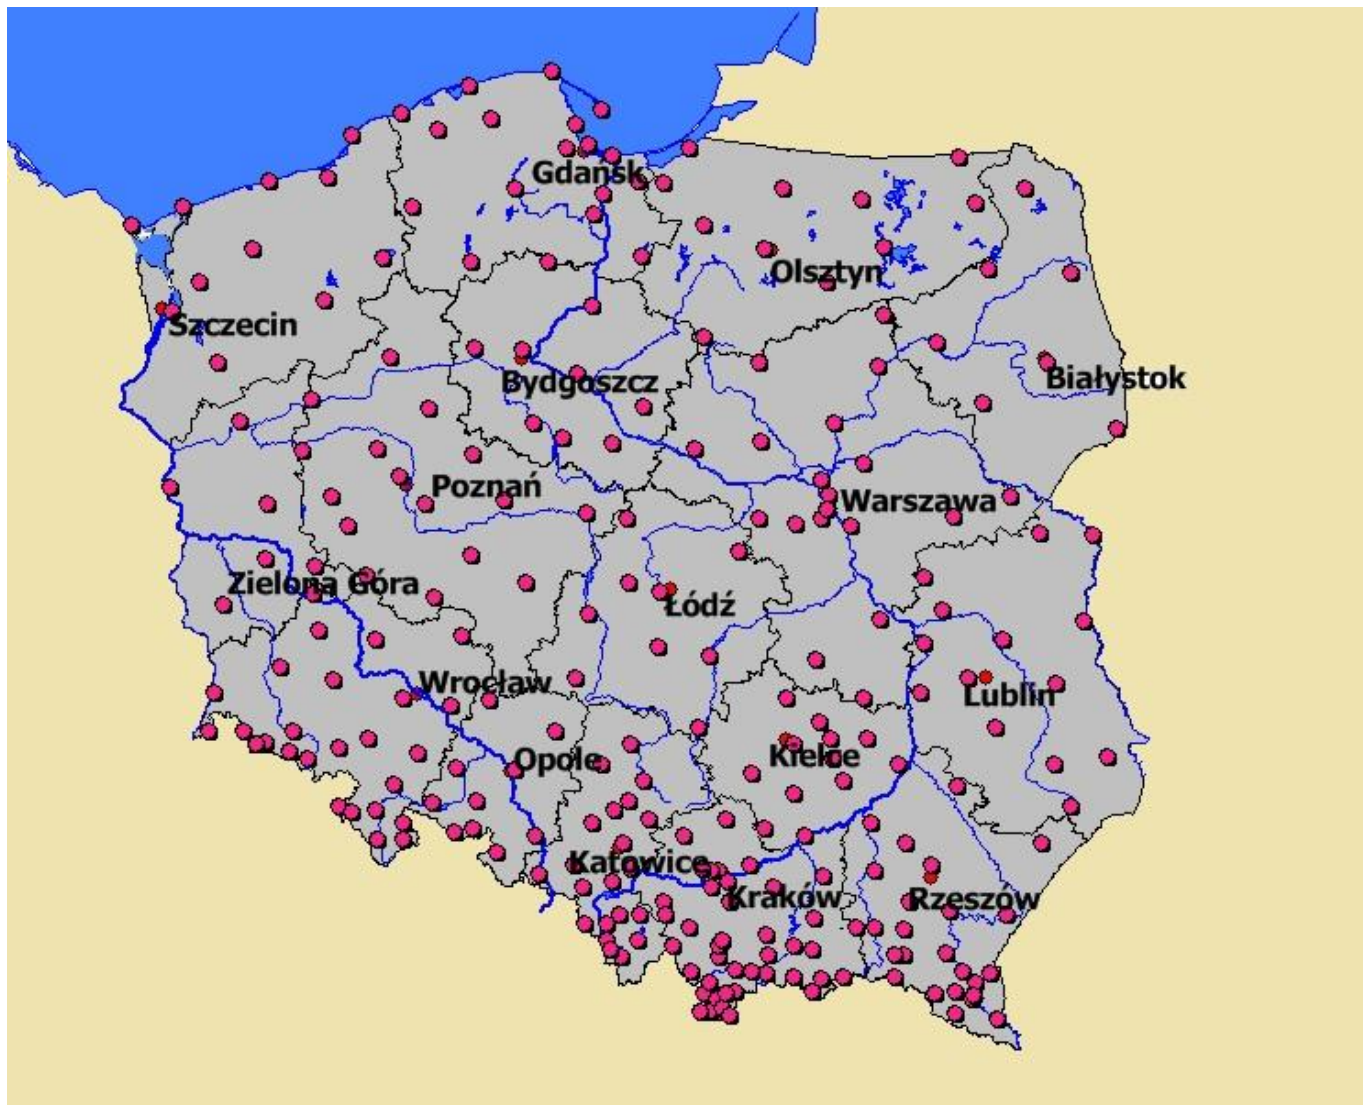 Gdańsk
Olsztyn
Szczecin
Białystok
Bydgoszcz
Poznań
Warszawa
Zielona Góra
Łódź
Wrocław
Lublin
Opole
Kielce
Katowice
Kraków
Rzeszów